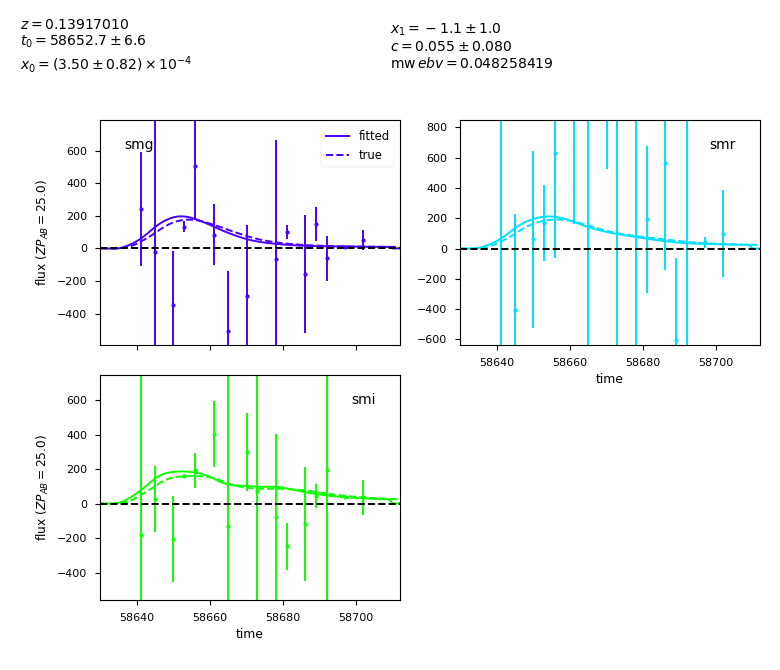 z = 0.13917010
t₀ = 58652.7 ± 6.6
x₀ = (3.50 ± 0.82) × 10⁻⁴
x₁ = −1.1 ± 1.0
c = 0.055 ± 0.080
mw ebv = 0.048258419
smg
fitted
true
600
400
200
0
−200
−400
flux (ZP_AB = 25.0)
smr
800
600
400
200
0
−200
−400
−600
58640 58660 58680 58700
time
smi
600
400
200
0
−200
−400
flux (ZP_AB = 25.0)
58640 58660 58680 58700
time